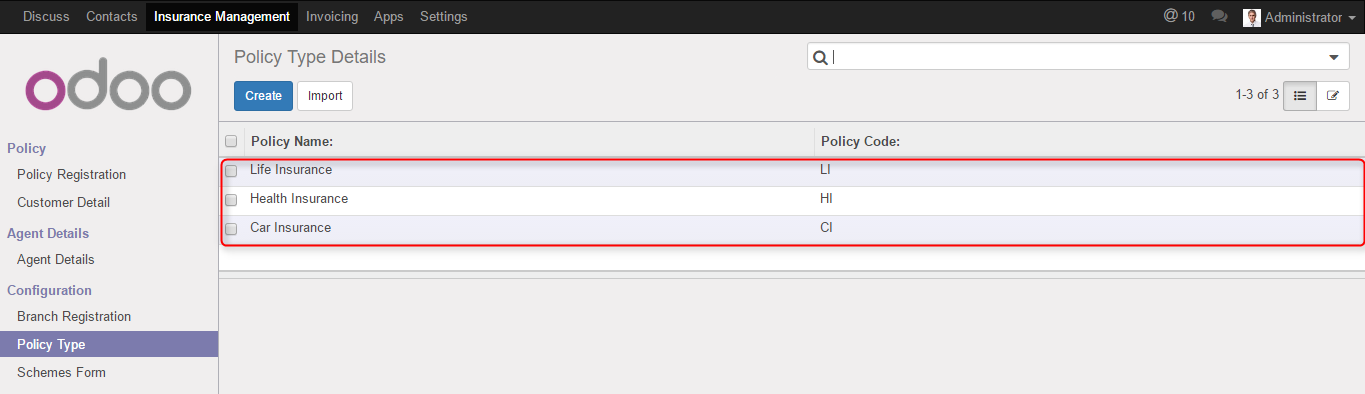 Discuss Contacts Insurance Management Invoicing Apps Settings @ 10 Administrator
odoo
Policy
Policy Registration
Customer Detail
Agent Details
Agent Details
Configuration
Branch Registration
Policy Type
Schemes Form
Policy Type Details
Create Import 1-3 of 3
Policy Name: Policy Code:
Life Insurance LI
Health Insurance HI
Car Insurance CI